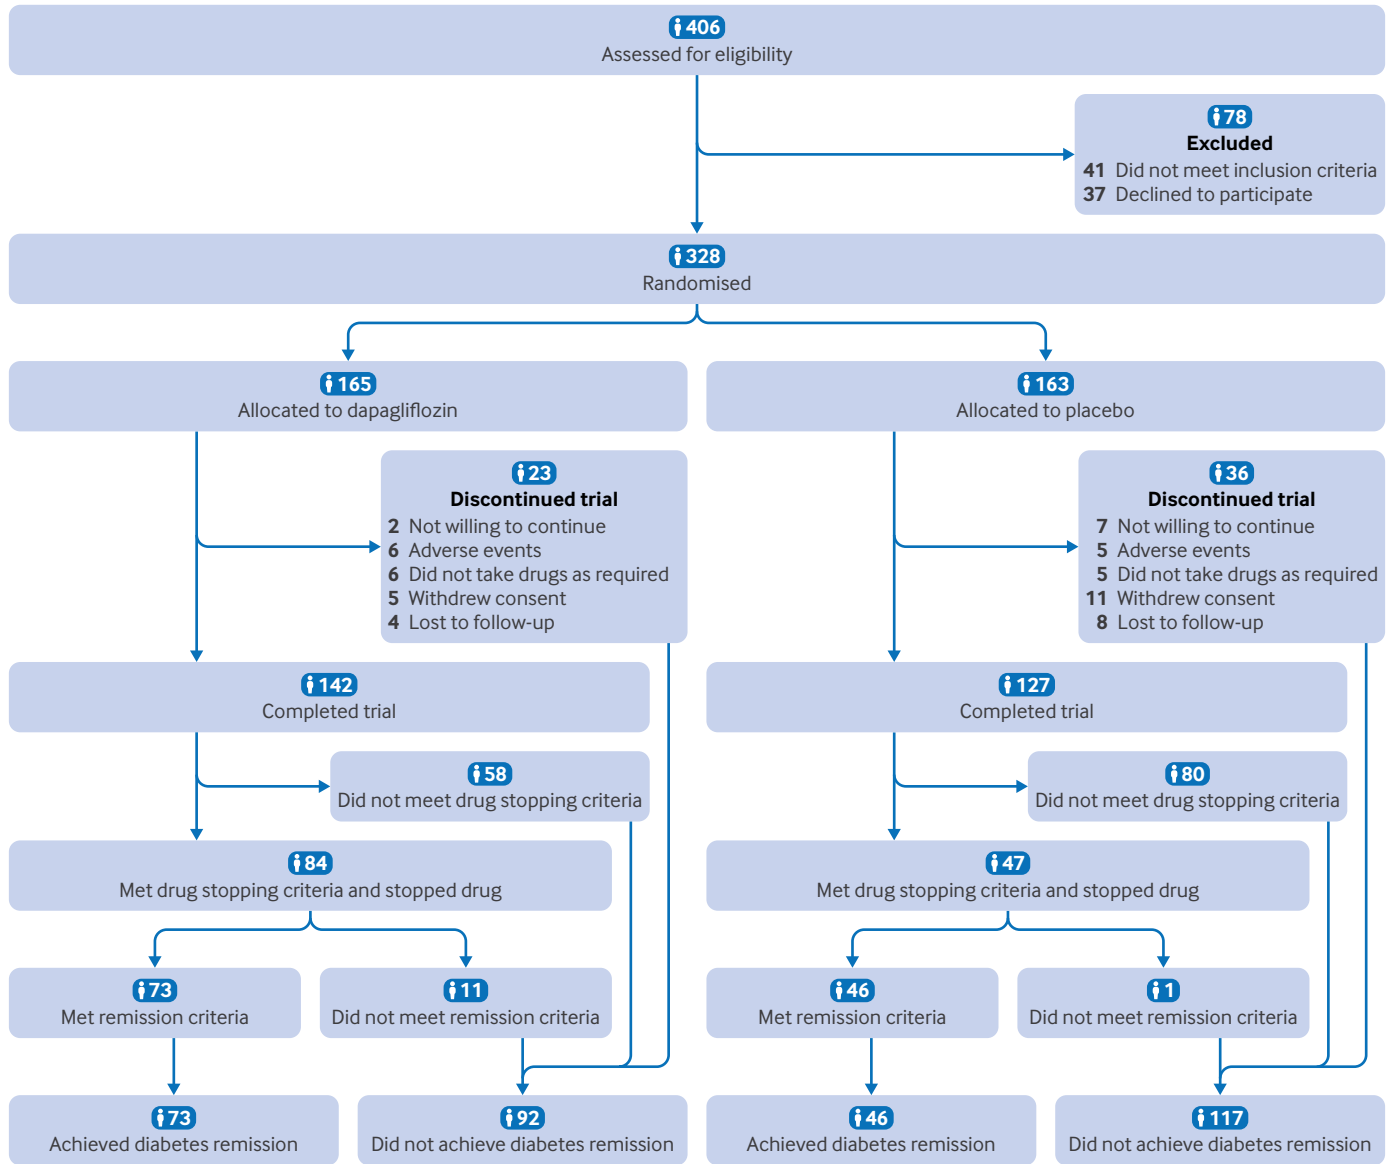 406
Assessed for eligibility
78
Excluded
41 Did not meet inclusion criteria
37 Declined to participate
328
Randomised
165
Allocated to dapagliflozin
163
Allocated to placebo
23
Discontinued trial
2 Not willing to continue
6 Adverse events
6 Did not take drugs as required
5 Withdrew consent
4 Lost to follow-up
36
Discontinued trial
7 Not willing to continue
5 Adverse events
5 Did not take drugs as required
11 Withdrew consent
8 Lost to follow-up
142
Completed trial
127
Completed trial
58
Did not meet drug stopping criteria
80
Did not meet drug stopping criteria
84
Met drug stopping criteria and stopped drug
47
Met drug stopping criteria and stopped drug
73
Met remission criteria
11
Did not meet remission criteria
46
Met remission criteria
1
Did not meet remission criteria
73
Achieved diabetes remission
92
Did not achieve diabetes remission
46
Achieved diabetes remission
117
Did not achieve diabetes remission